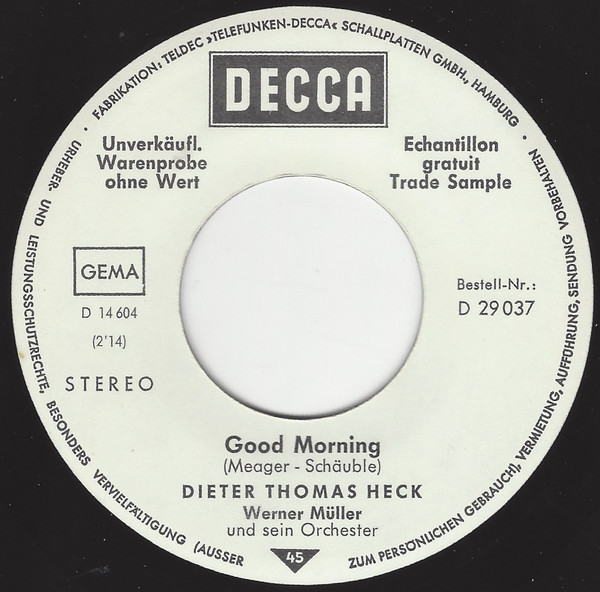 · FABRIKATION: TELDEC »TELEFUNKEN-DECCA« SCHALLPLATTEN GMBH., HAMBURG ·
URHEBER- UND LEISTUNGSSCHUTZRECHTE, BESONDERS VERVIELFÄLTIGUNG (AUSSER ZUM PERSÖNLICHEN GEBRAUCH), VERMIETUNG, AUFFÜHRUNG, SENDUNG VORBEHALTEN ·
DECCA
Unverkäufl.
Warenprobe
ohne Wert
Echantillon
gratuit
Trade Sample
GEMA
D 14 604
(2'14)
STEREO
Bestell-Nr.:
D 29 037
Good Morning
(Meager - Schäuble)
DIETER THOMAS HECK
Werner Müller
und sein Orchester
45